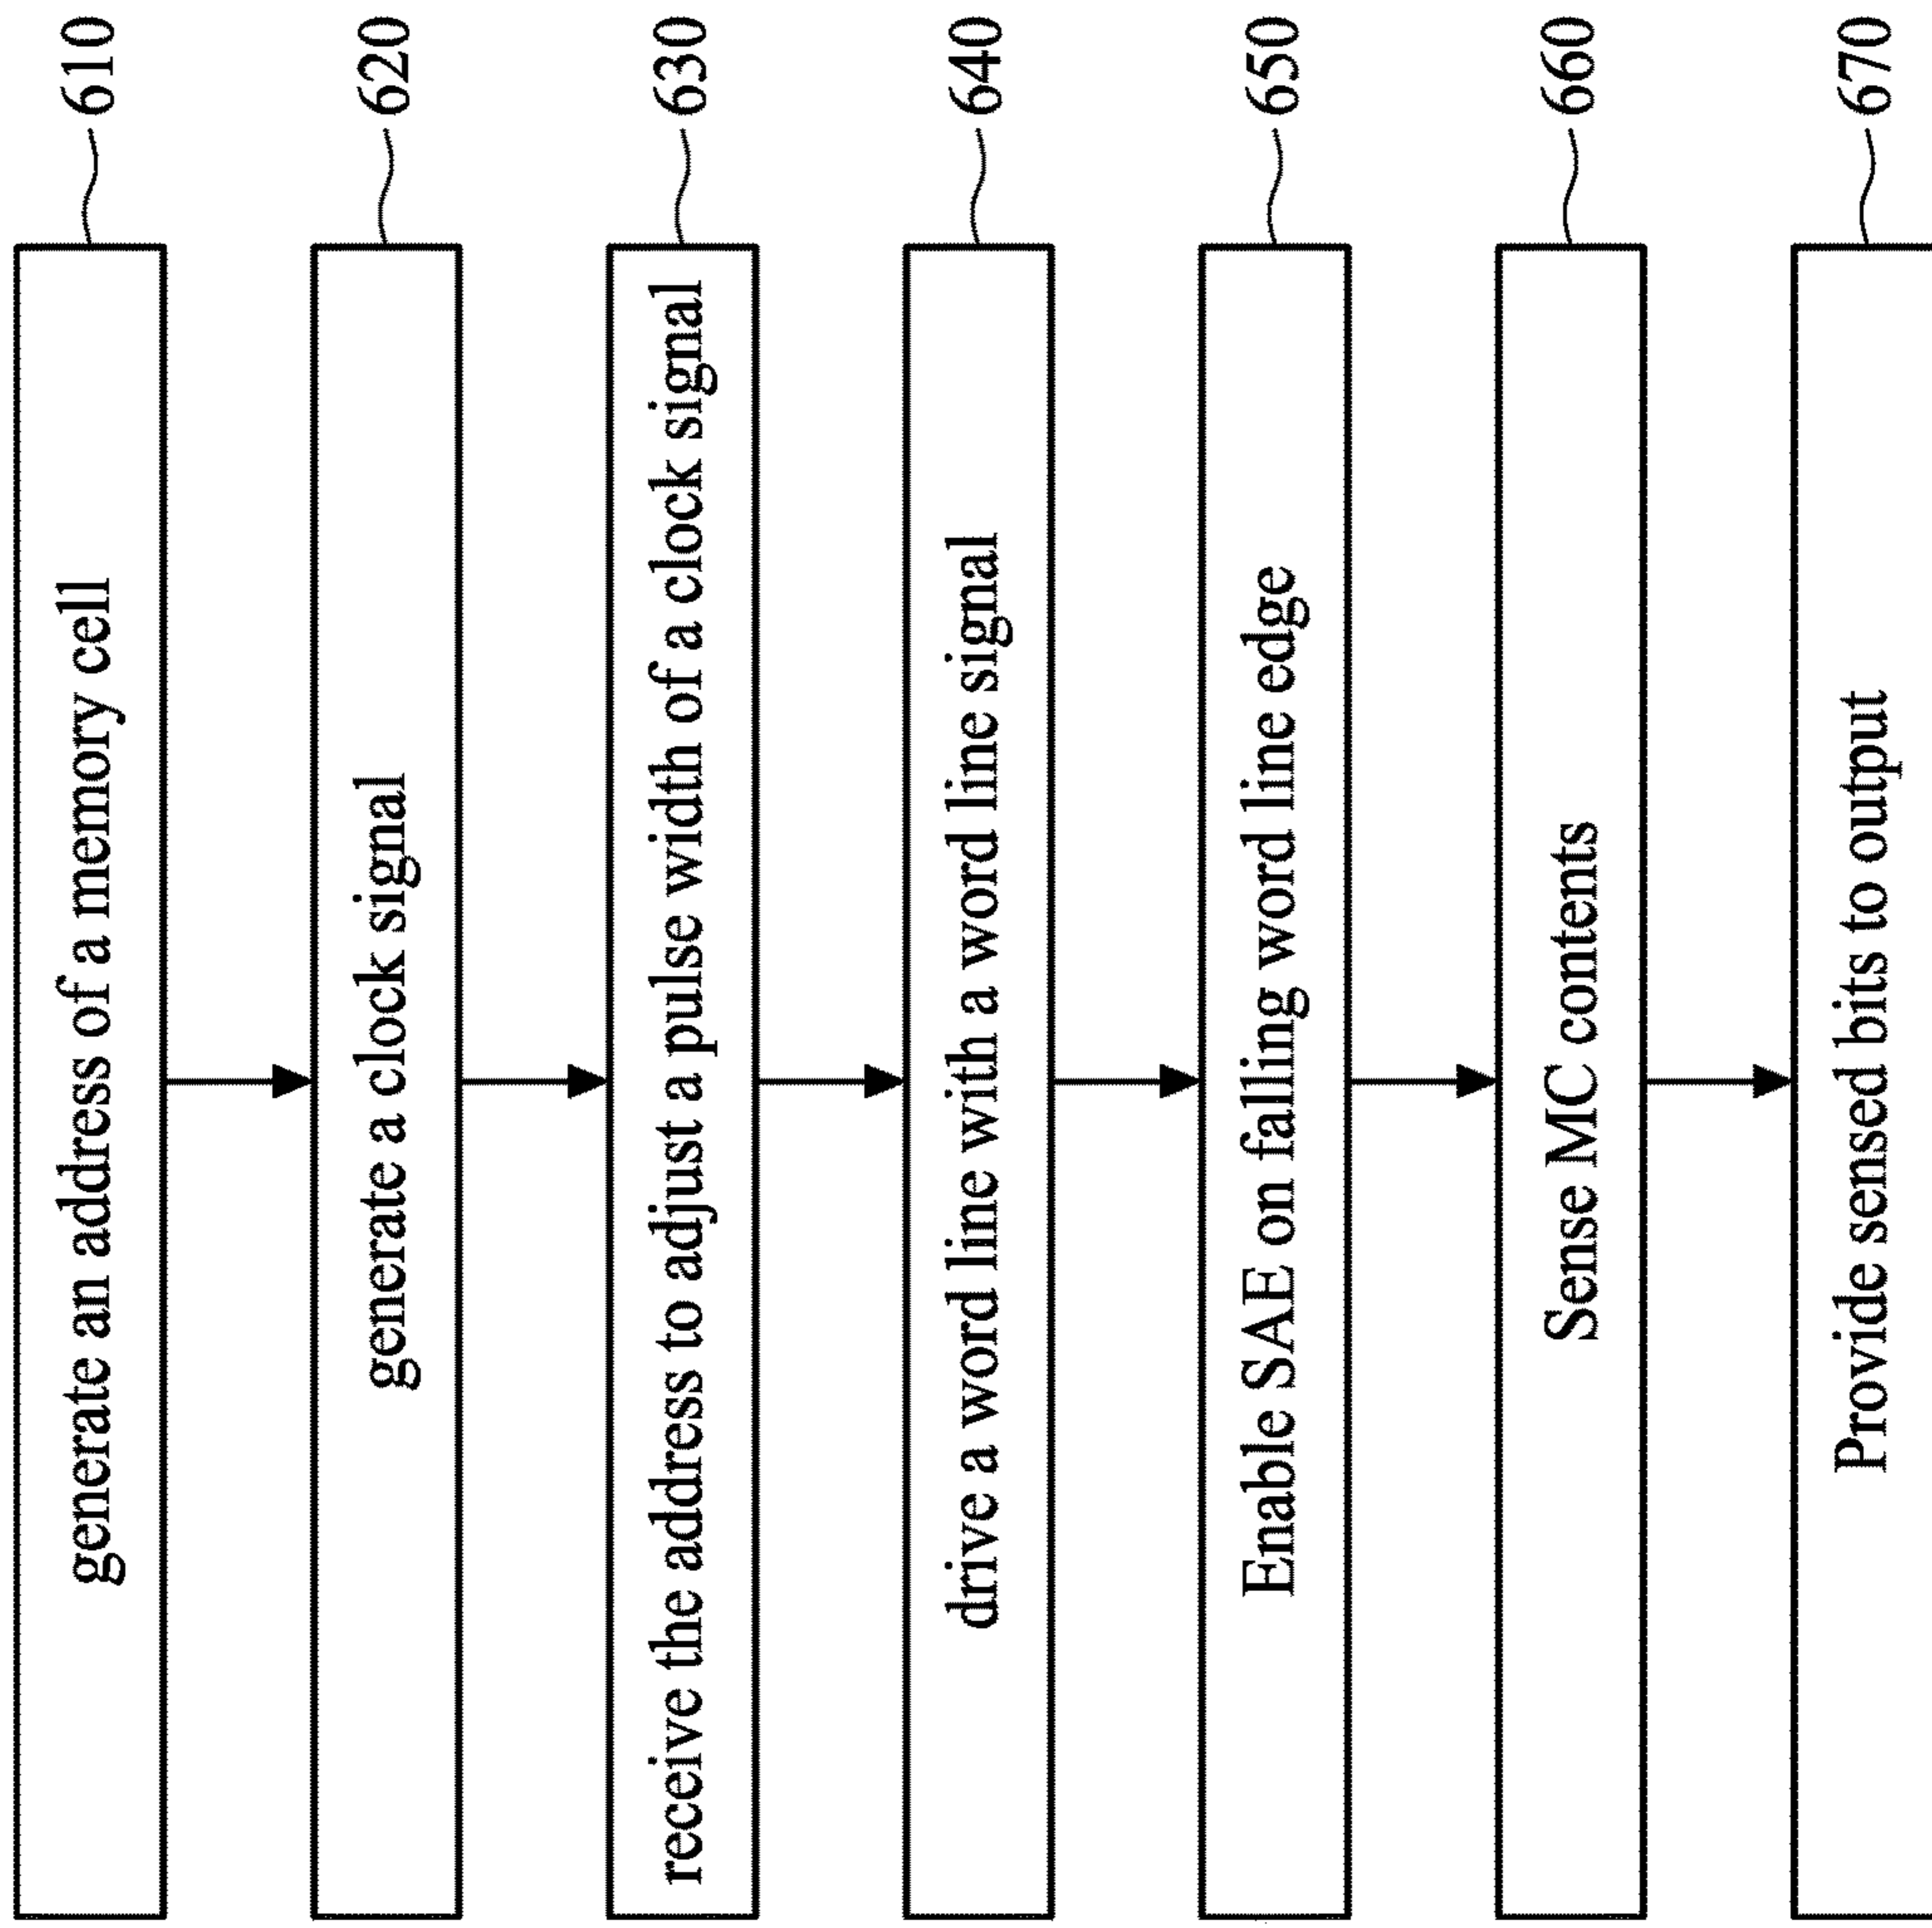 generate an address of a memory cell
610
generate a clock signal
620
receive the address to adjust a pulse width of a clock signal
630
drive a word line with a word line signal
640
Enable SAE on falling word line edge
650
Sense MC contents
660
Provide sensed bits to output
670